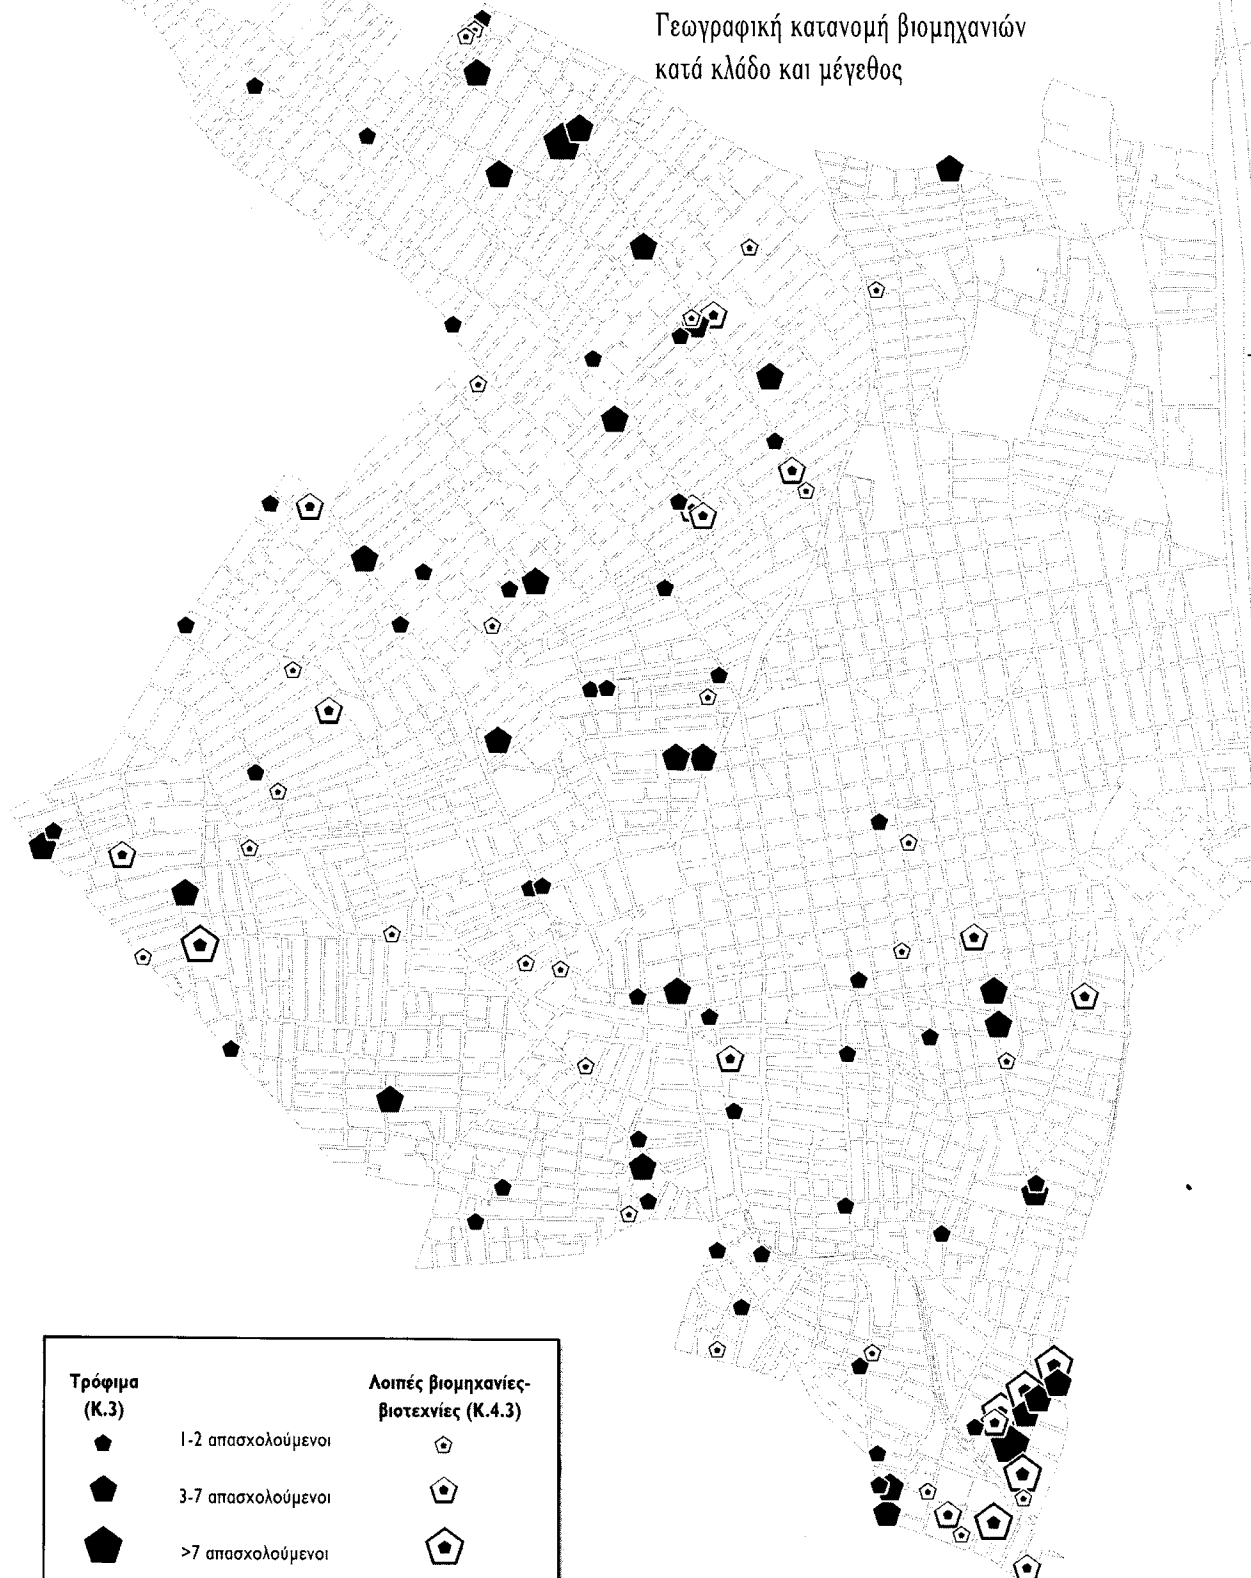 Γεωγραφική κατανομή βιομηχανιών
κατά κλάδο και μέγεθος
Τρόφιμα
(Κ.3)
Λοιπές βιομηχανίες-
βιοτεχνίες (Κ.4.3)
1-2 απασχολούμενοι
3-7 απασχολούμενοι
>7 απασχολούμενοι